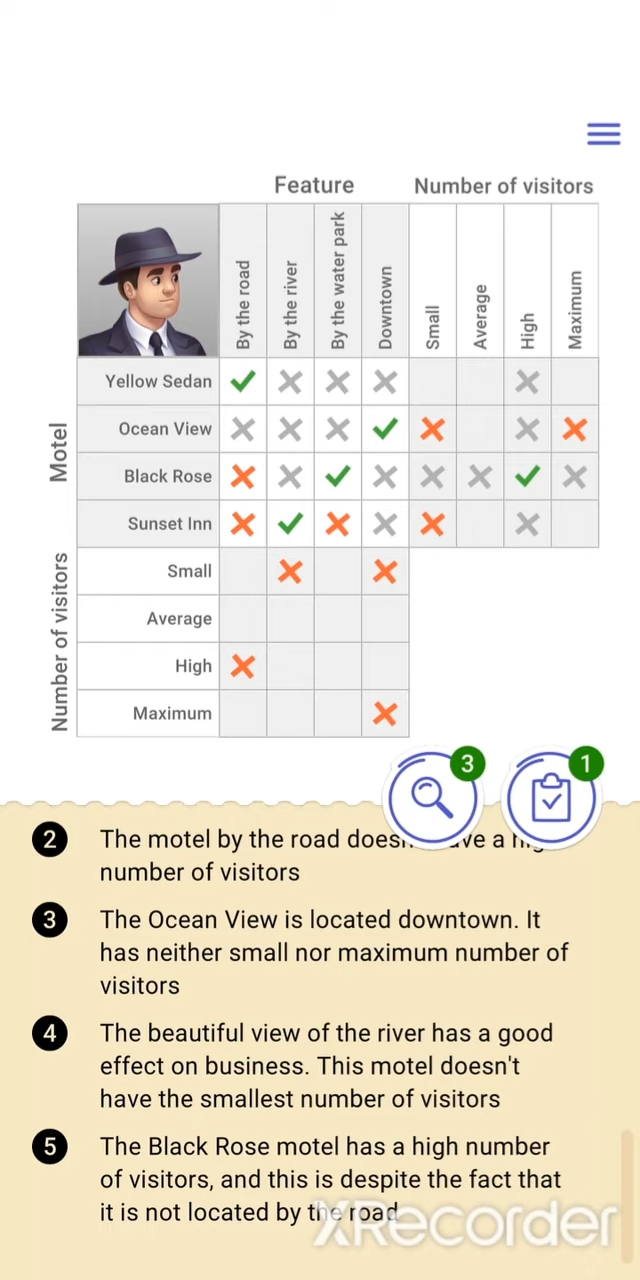 Feature Number of visitors
By the road
By the river
By the water park
Downtown
Small
Average
High
Maximum
Motel
Yellow Sedan
Ocean View
Black Rose
Sunset Inn
Number of visitors
Small
Average
High
Maximum
3 1
2 The motel by the road a
number of visitors
3 The Ocean View is located downtown. It
has neither small nor maximum number of
visitors
4 The beautiful view of the river has a good
effect on business. This motel doesn't
have the smallest number of visitors
5 The Black Rose motel has a high number
of visitors, and this is despite the fact that
it is not located by the road
XRecorder